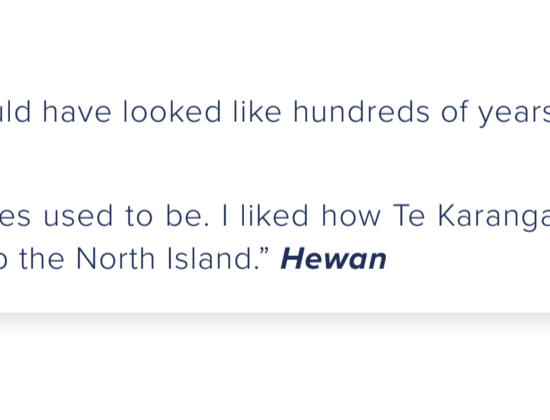 uld have looked like hundreds of years
es used to be. I liked how Te Karanga
the North Island.” Hewan